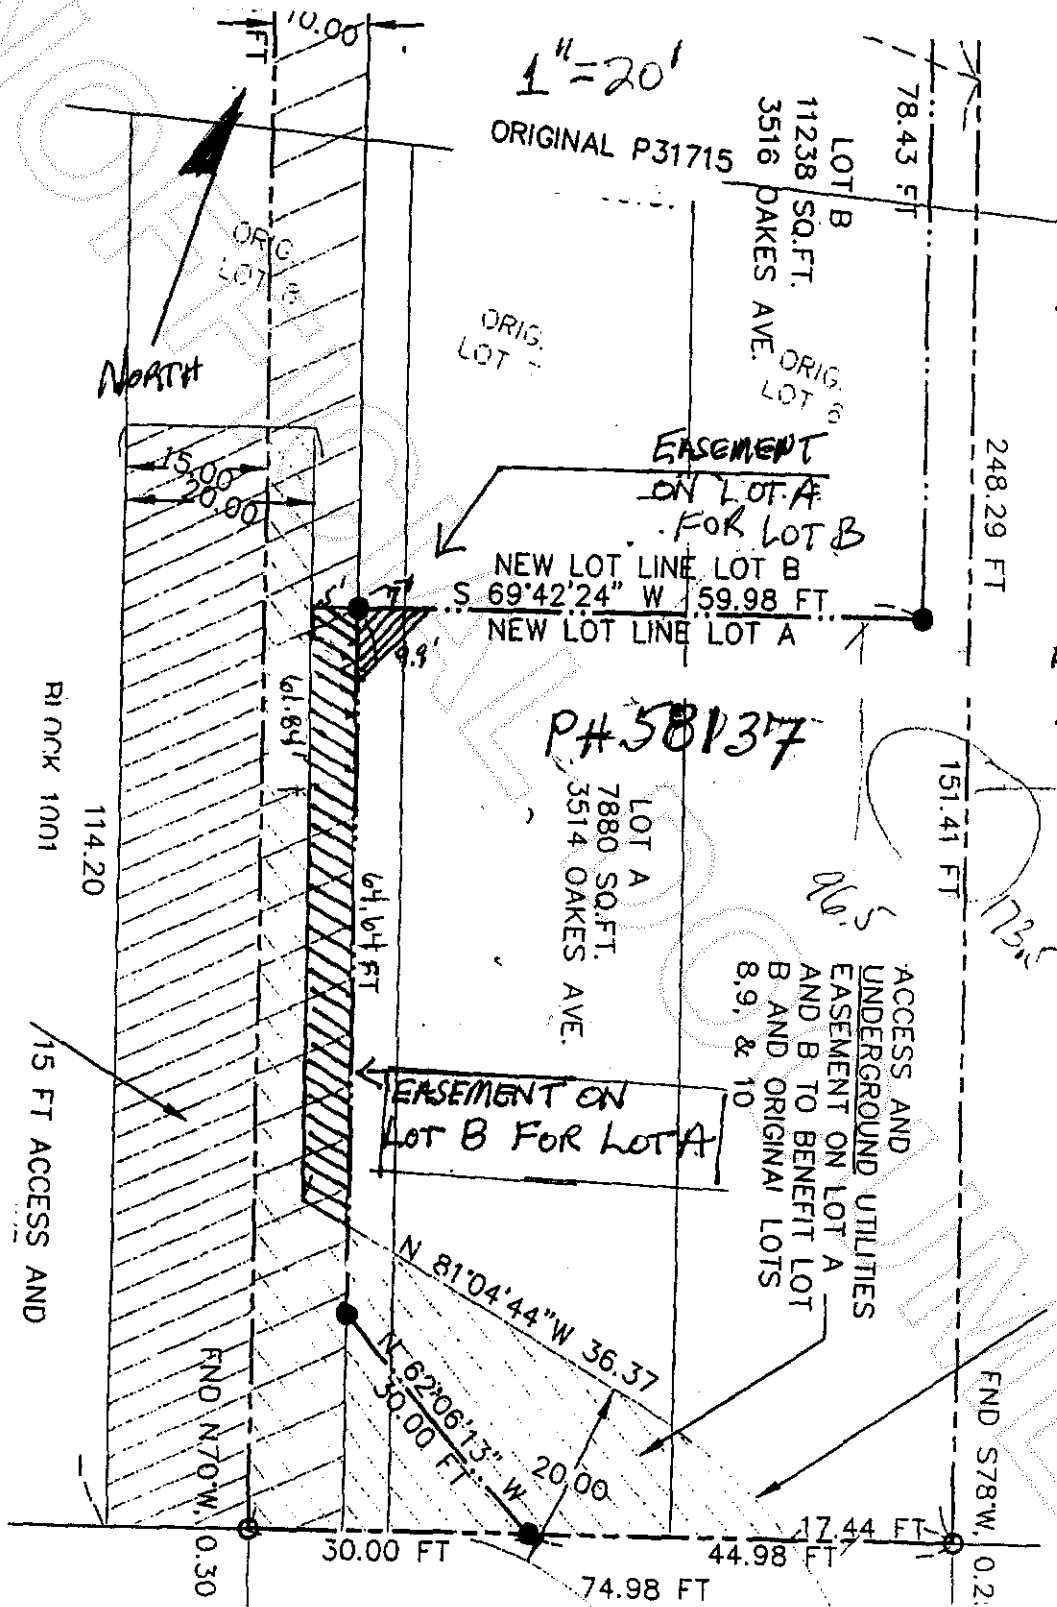 10.00
FT
1"=20'
ORIGINAL P31715
LOT B
11238 SQ.FT.
3516 OAKES AVE.
78.43 FT
ORIG.
LOT 8
ORIG.
LOT
ORIG.
LOT 6
NORTH
248.29 FT
EASEMENT
ON LOT A
FOR LOT B
15.00
20.00
NEW LOT LINE LOT B
S 69°42'24" W 59.98 FT
NEW LOT LINE LOT A
5'
7'
9.9'
61.84'
P# 58137
151.41 FT
173.5
96.5
LOT A
7880 SQ.FT.
3514 OAKES AVE.
BLOCK 1001
114.20
64.64 FT
ACCESS AND
UNDERGROUND UTILITIES
EASEMENT ON LOT A
AND B TO BENEFIT LOT
B AND ORIGINAL LOTS
8,9, & 10
EASEMENT ON
LOT B FOR LOT A
15 FT ACCESS AND
N 81°04'44"W 36.37
N 62°06'13" W
30.00 FT
20.00
FND N70°W, 0.30
FND S78°W, 0.2
30.00 FT
17.44 FT
44.98 FT
74.98 FT